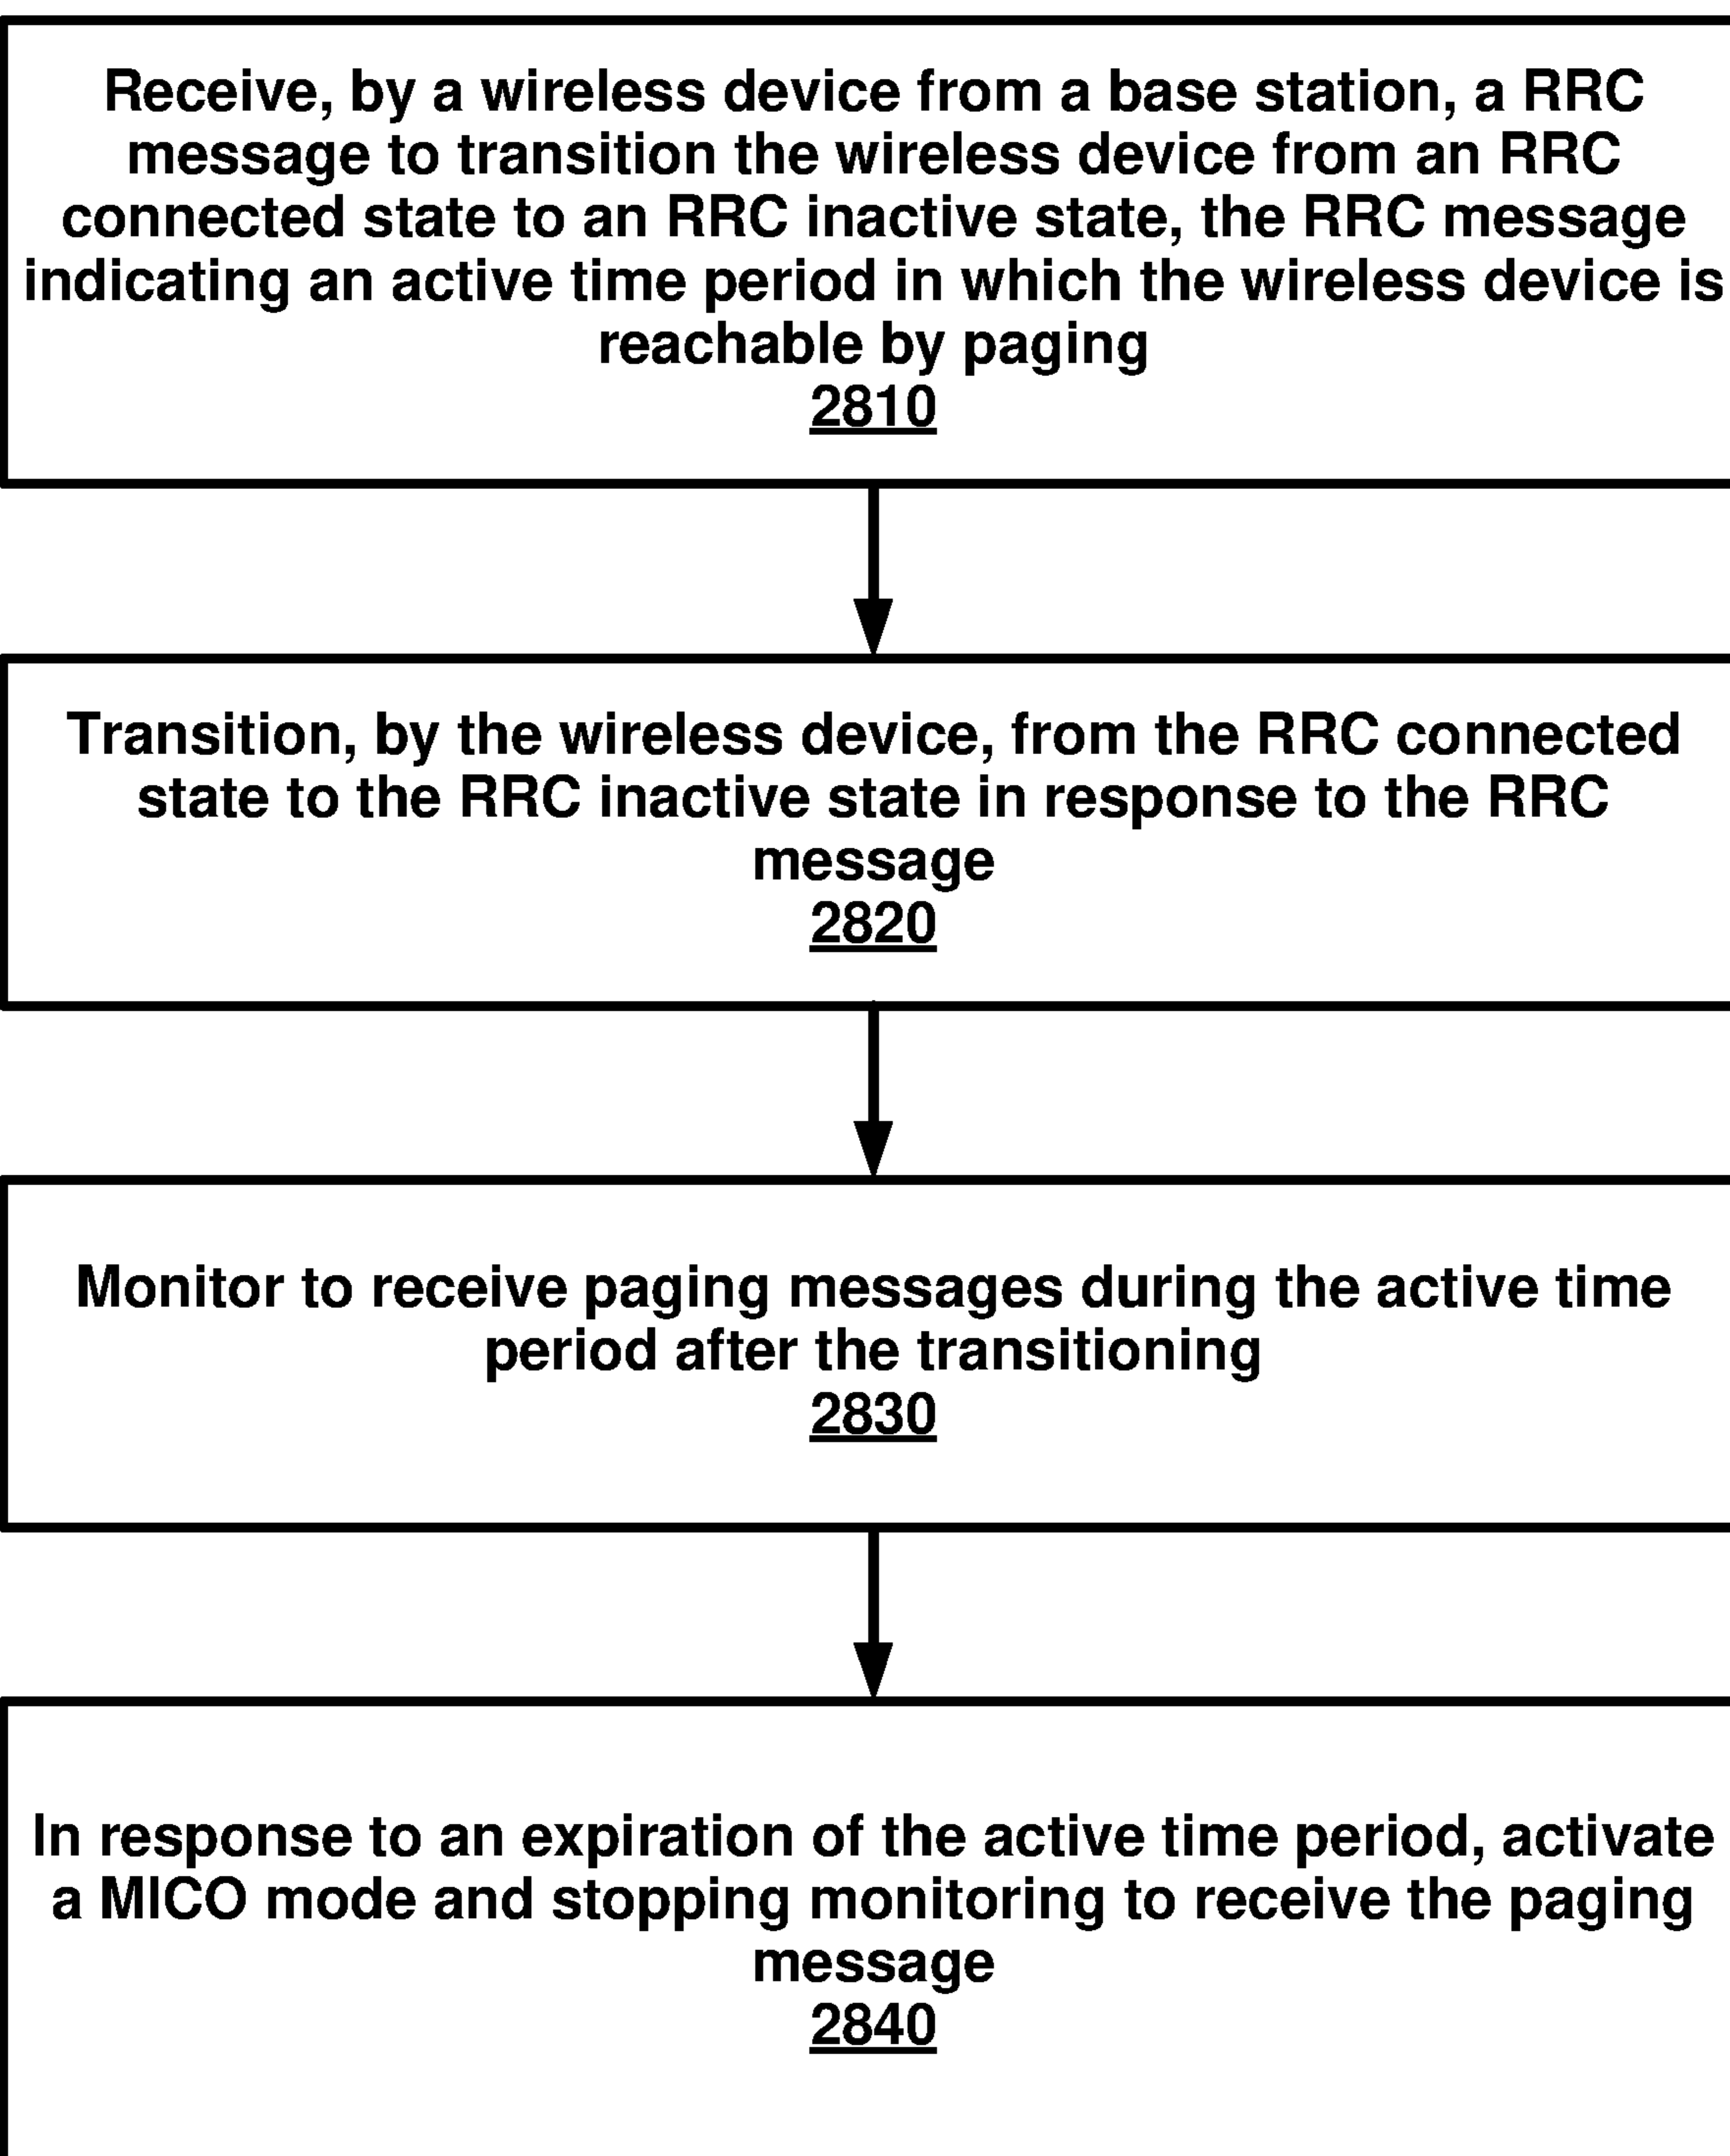 Receive, by a wireless device from a base station, a RRC
message to transition the wireless device from an RRC
connected state to an RRC inactive state, the RRC message
indicating an active time period in which the wireless device is
reachable by paging
2810
Transition, by the wireless device, from the RRC connected
state to the RRC inactive state in response to the RRC
message
2820
Monitor to receive paging messages during the active time
period after the transitioning
2830
In response to an expiration of the active time period, activate
a MICO mode and stopping monitoring to receive the paging
message
2840